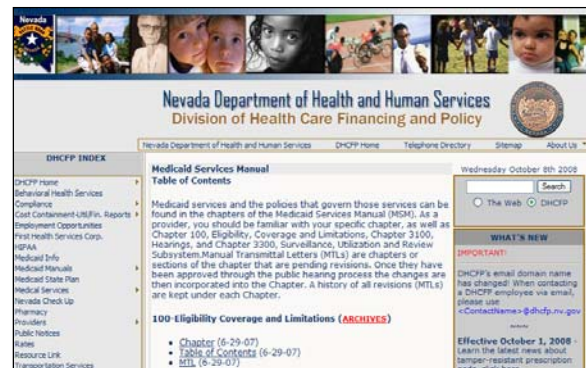 Nevada
Nevada Department of Health and Human Services
Division of Health Care Financing and Policy
Nevada Department of Health and Human Services DHCFP Home Telephone Directory Sitemap About Us
DHCFP INDEX
DHCFP Home
Behavioral Health Services
Compliance
Cost Containment-Util/Fin. Reports
Employment Opportunities
First Health Services Corp.
HIPAA
Medicaid Info
Medicaid Manuals
Medicaid State Plan
Medical Services
Nevada Check Up
Pharmacy
Providers
Public Notices
Rates
Resource Link
Transportation Services
Medicaid Services Manual
Table of Contents
Medicaid services and the policies that govern those services can be
found in the chapters of the Medicaid Services Manual (MSM). As a
provider, you should be familiar with your specific chapter, as well as
Chapter 100, Eligibility, Coverage and Limitations, Chapter 3100,
Hearings, and Chapter 3300, Surveillance, Utilization and Review
Subsystem.Manual Transmittal Letters (MTLs) are chapters or
sections of the chapter that are pending revisions. Once they have
been approved through the public hearing process the changes are
then incorporated into the Chapter. A history of all revisions (MTLs)
are kept under each Chapter.
100-Eligibility Coverage and Limitations (ARCHIVES)
Chapter (6-29-07)
Table of Contents (6-29-07)
MTL (6-29-07)
Wednesday October 8th 2008
Search
The Web DHCFP
WHAT'S NEW
IMPORTANT!
DHCFP's email domain name
has changed! When contacting
a DHCFP employee via email,
please use
<ContactName>@dhcfp.nv.gov
Effective October 1, 2008 -
Learn the latest news about
tamper-resistant prescription